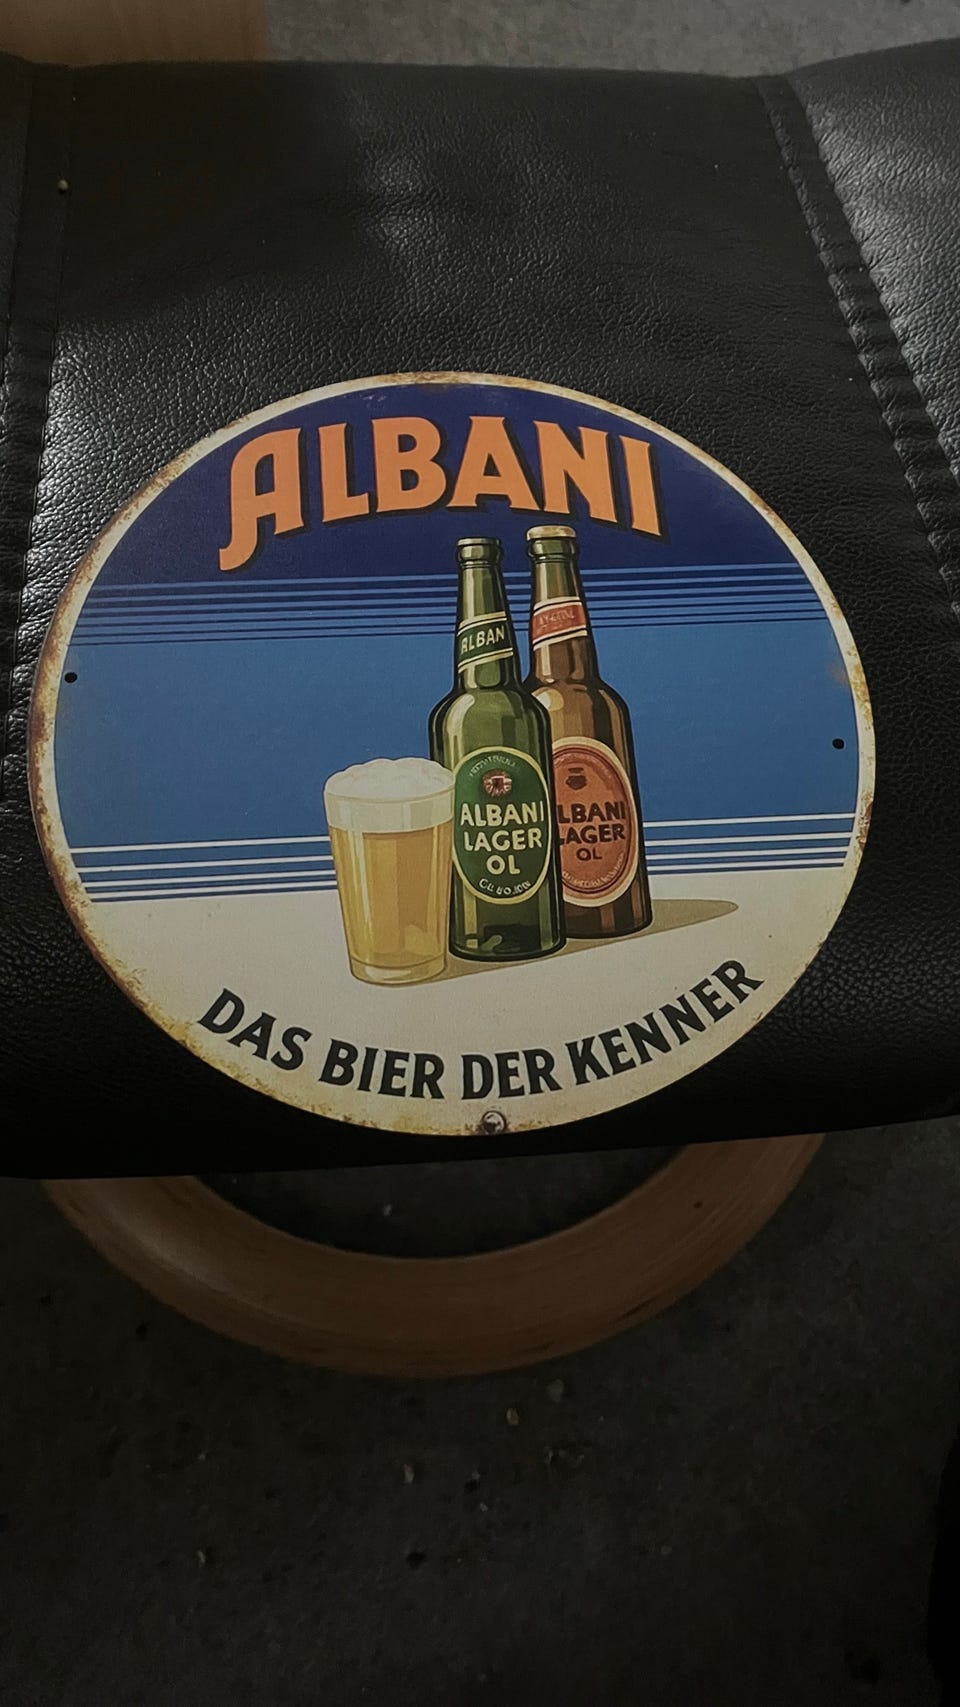 ALBANI
ALBAN
ALBANI
LAGER
OL
LBANI
LAGER
OL
DAS BIER DER KENNER